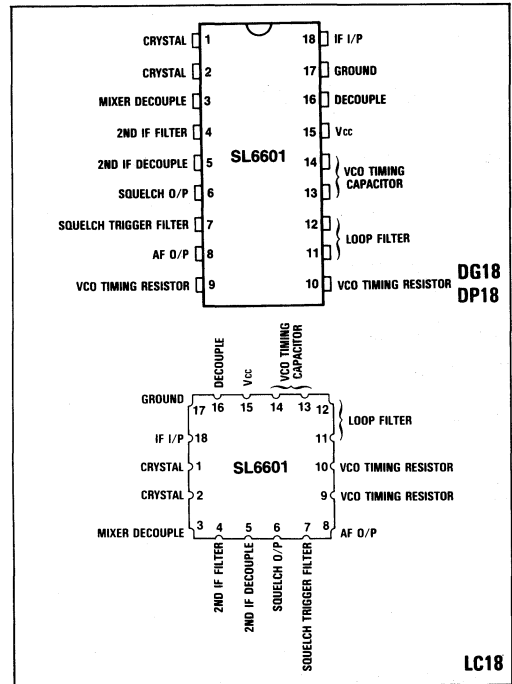 CRYSTAL 1
CRYSTAL 2
MIXER DECOUPLE 3
2ND IF FILTER 4
2ND IF DECOUPLE 5
SQUELCH O/P 6
SQUELCH TRIGGER FILTER 7
AF O/P 8
VCO TIMING RESISTOR 9
SL6601
18 IF I/P
17 GROUND
16 DECOUPLE
15 Vcc
14
VCO TIMING
CAPACITOR
13
12
LOOP FILTER
11
10 VCO TIMING RESISTOR
DG18
DP18
DECOUPLE
Vcc
VCO TIMING
CAPACITOR
GROUND
17 16 15 14 13 12
LOOP FILTER
11
IF I/P 18
CRYSTAL 1
SL6601
10 VCO TIMING RESISTOR
CRYSTAL 2
9 VCO TIMING RESISTOR
MIXER DECOUPLE
3 4 5 6 7 8
AF O/P
2ND IF FILTER
2ND IF DECOUPLE
SQUELCH O/P
SQUELCH TRIGGER FILTER
LC18